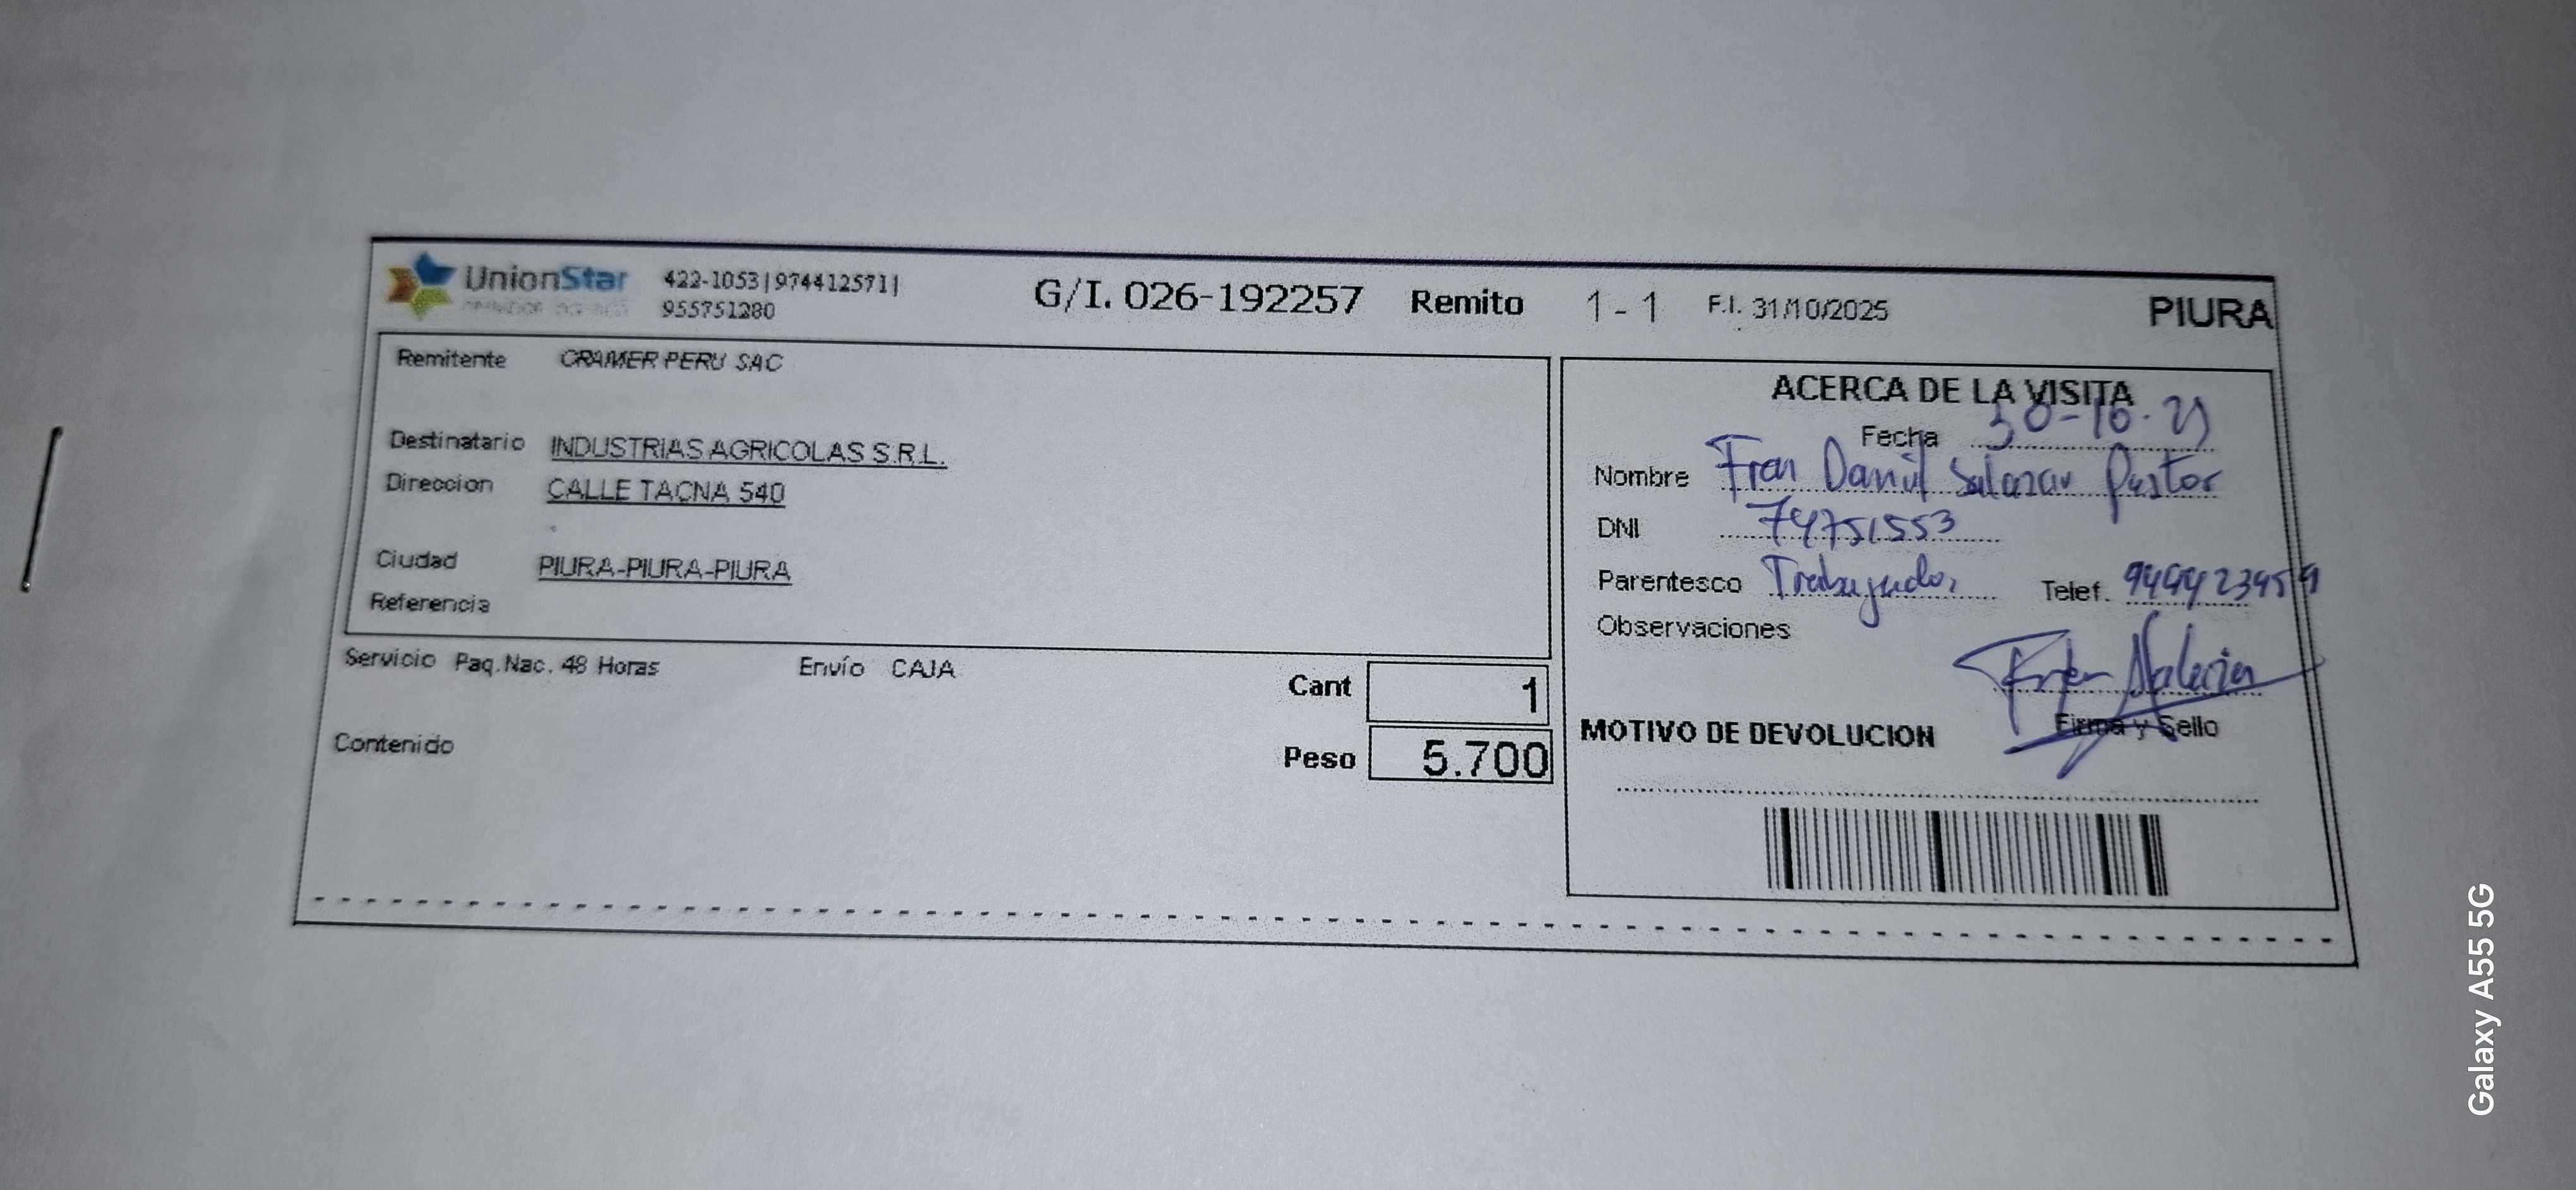 UnionStar
422-1053|974412571|
955751280
G/I. 026-192257 Remito 1 - 1 F.I. 31/10/2025 PIURA
Remitente CRAMER PERU SAC
Destinatario INDUSTRIAS AGRICOLAS S.R.L.
Direccion CALLE TACNA 540
Ciudad PIURA-PIURA-PIURA
Referencia
Servicio Paq.Nac. 48 Horas Envío CAJA
Cant 1
Contenido
Peso 5.700
ACERCA DE LA VISITA
Fecha
Nombre Fran Daniel Salazar Pastor
DNI 74751553
Parentesco Trabajador Telef.
Observaciones
Firma y Sello
MOTIVO DE DEVOLUCION
Galaxy A55 5G